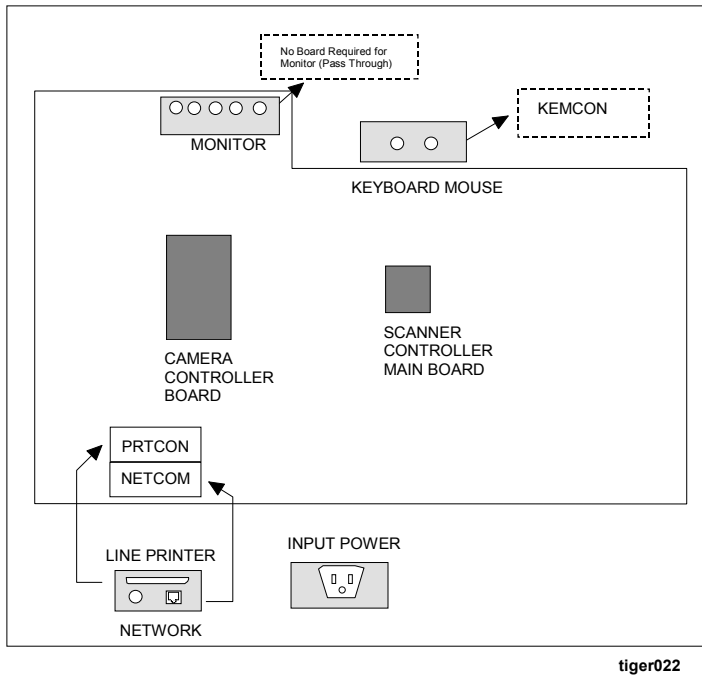 No Board Required for
Monitor (Pass Through)
KEMCON
MONITOR
KEYBOARD MOUSE
CAMERA
CONTROLLER
BOARD
SCANNER
CONTROLLER
MAIN BOARD
PRTCON
NETCOM
LINE PRINTER
INPUT POWER
NETWORK
tiger022